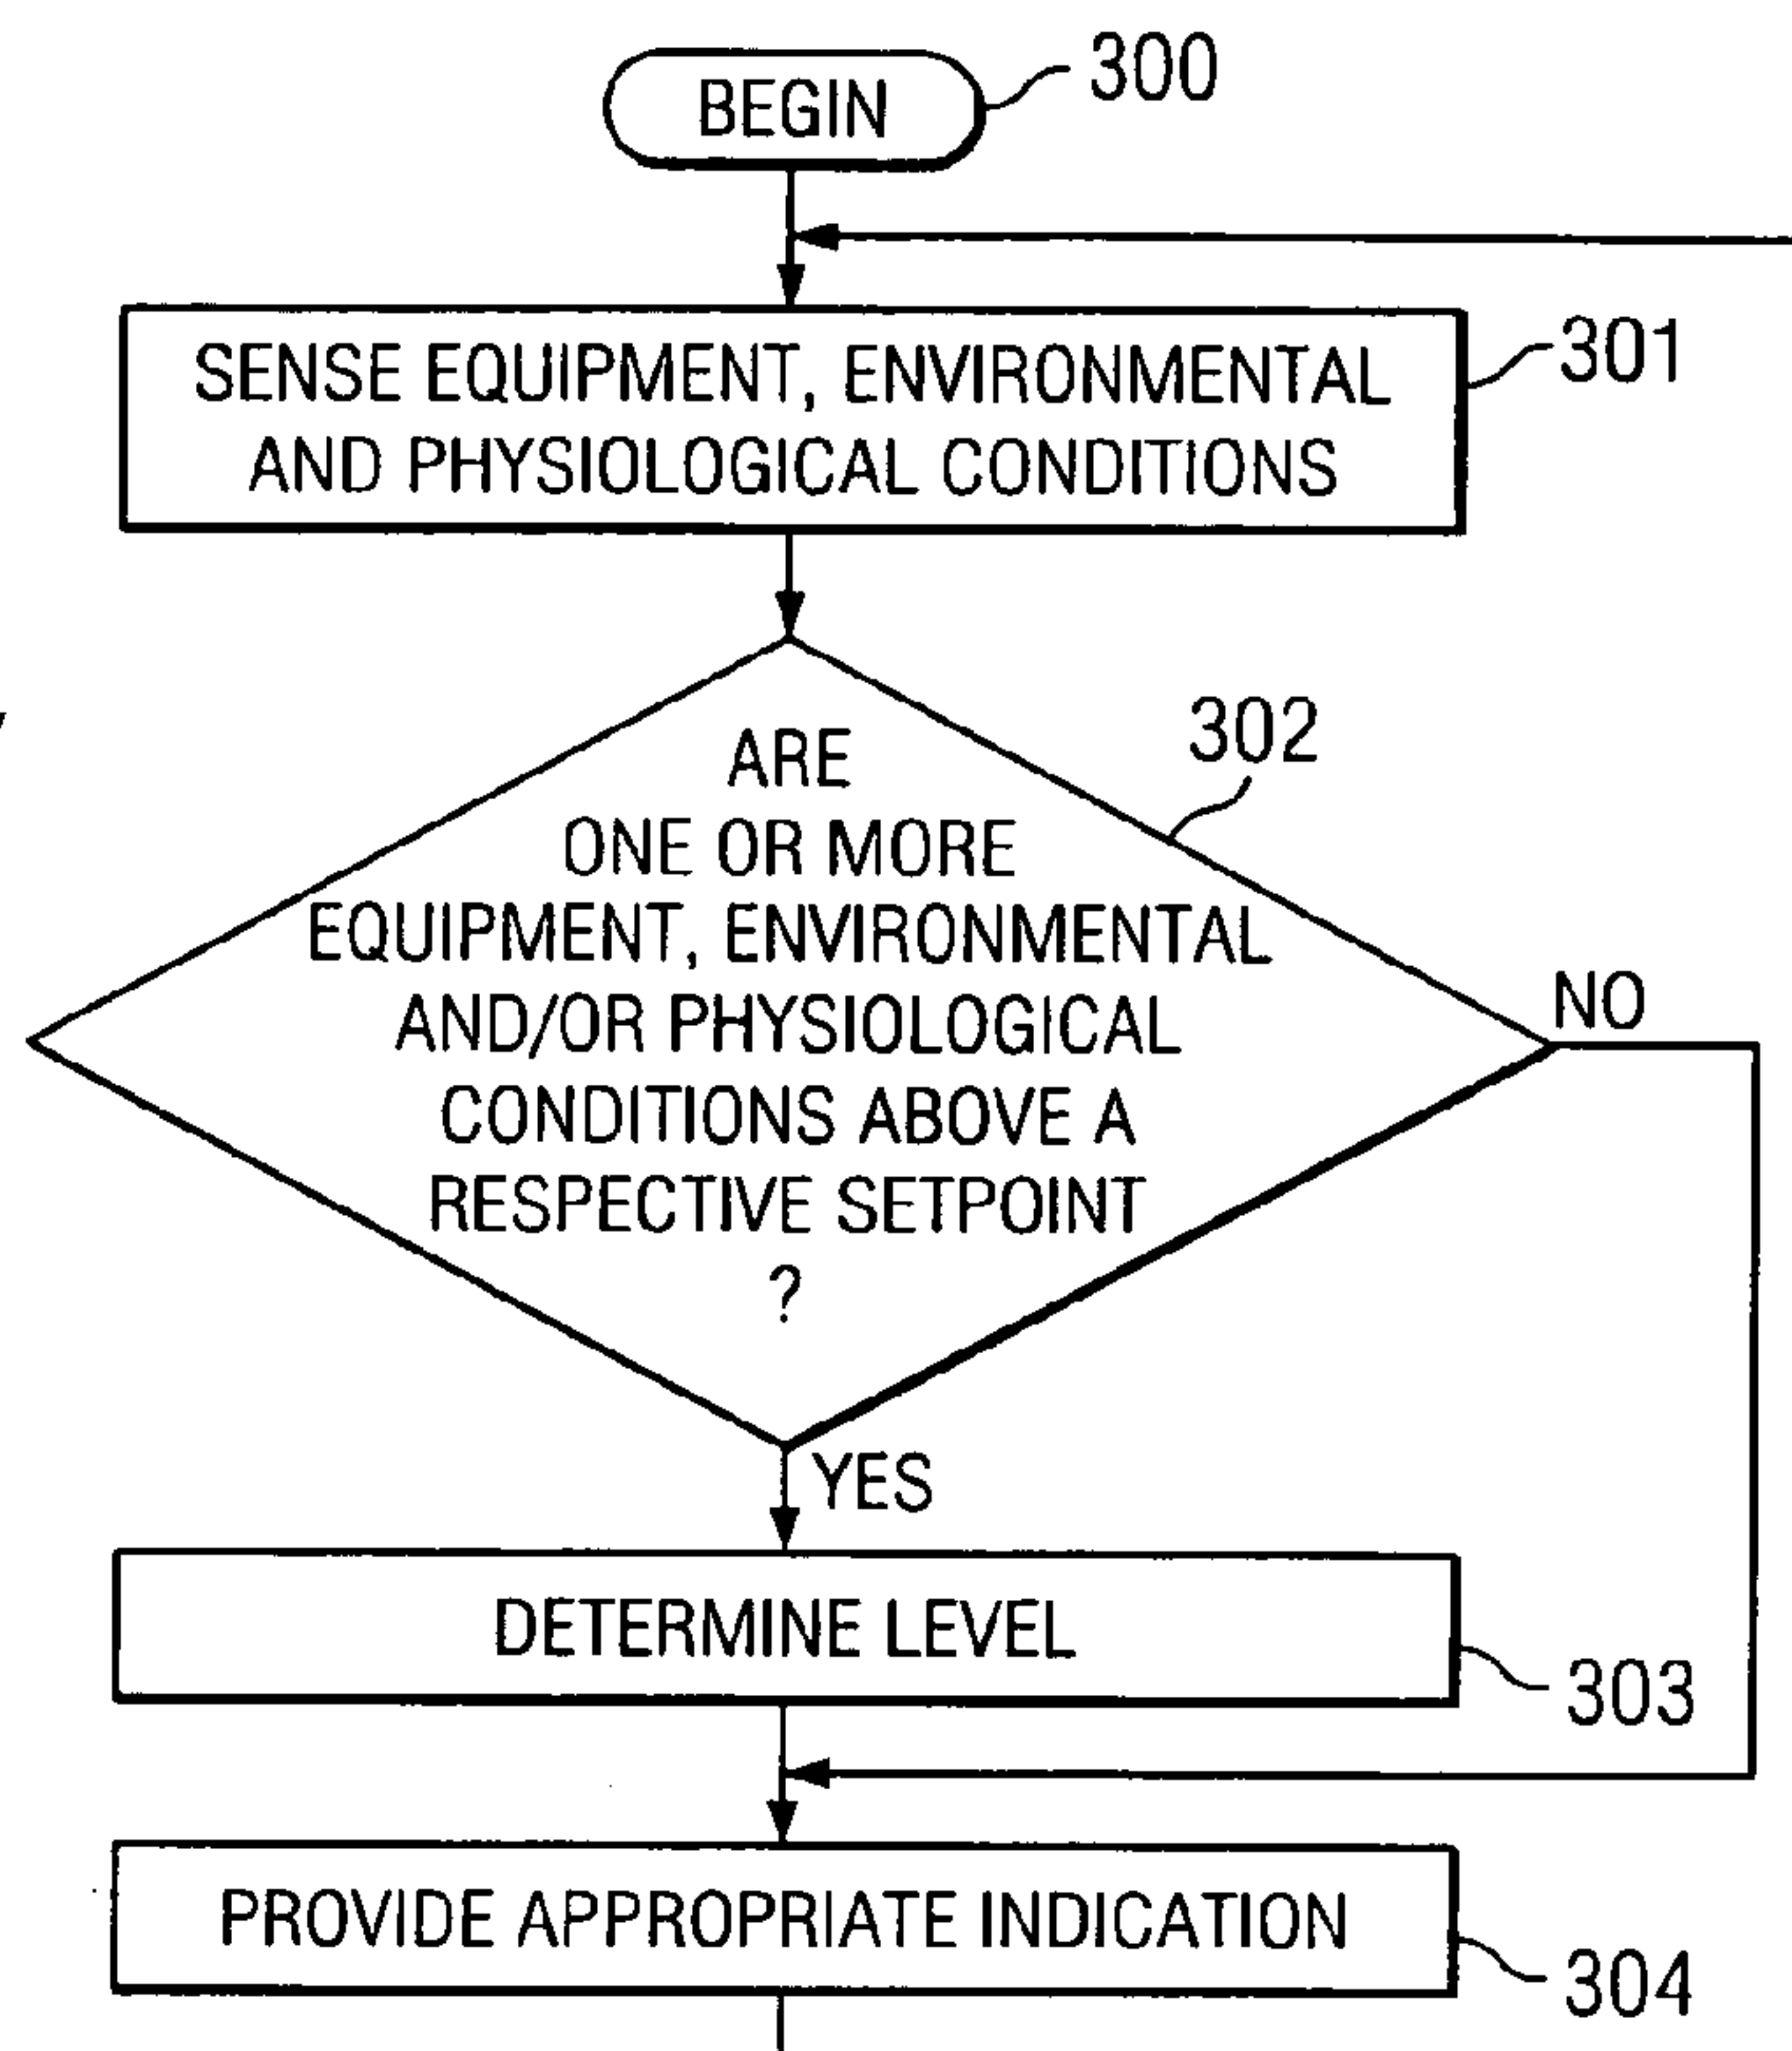 BEGIN
300
SENSE EQUIPMENT, ENVIRONMENTAL
AND PHYSIOLOGICAL CONDITIONS
301
302
ARE
ONE OR MORE
EQUIPMENT, ENVIRONMENTAL
AND/OR PHYSIOLOGICAL
CONDITIONS ABOVE A
RESPECTIVE SETPOINT
?
NO
YES
DETERMINE LEVEL
303
PROVIDE APPROPRIATE INDICATION
304